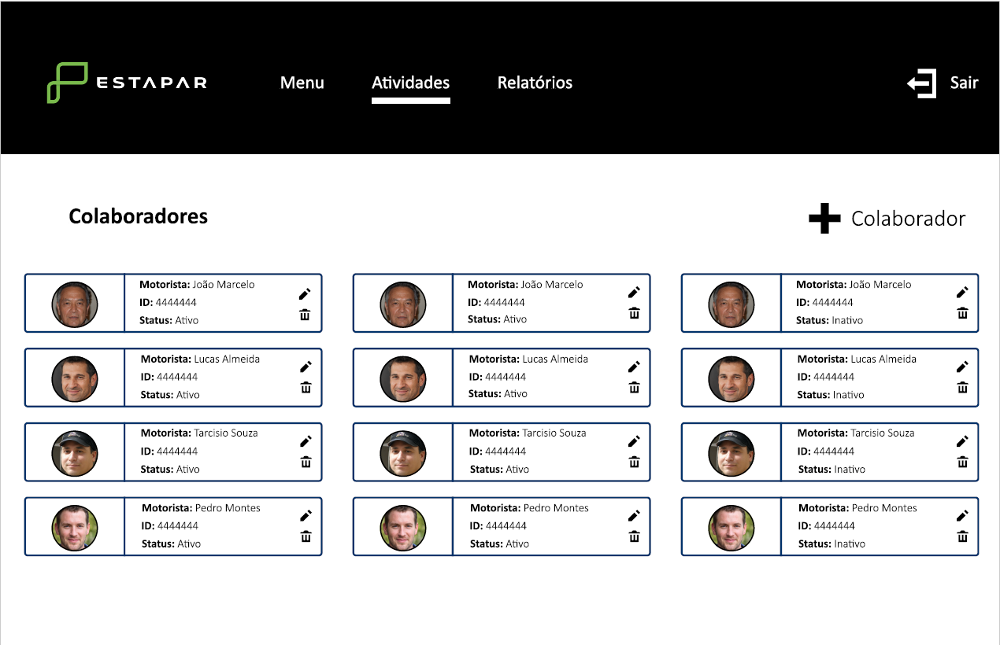 ESTAPAR
Menu
Atividades
Relatórios
Sair
Colaboradores
Colaborador
Motorista: João Marcelo
ID: 4444444
Status: Ativo
Motorista: João Marcelo
ID: 4444444
Status: Ativo
Motorista: João Marcelo
ID: 4444444
Status: Inativo
Motorista: Lucas Almeida
ID: 4444444
Status: Ativo
Motorista: Lucas Almeida
ID: 4444444
Status: Ativo
Motorista: Lucas Almeida
ID: 4444444
Status: Inativo
Motorista: Tarcisio Souza
ID: 4444444
Status: Ativo
Motorista: Tarcisio Souza
ID: 4444444
Status: Ativo
Motorista: Tarcisio Souza
ID: 4444444
Status: Inativo
Motorista: Pedro Montes
ID: 4444444
Status: Ativo
Motorista: Pedro Montes
ID: 4444444
Status: Ativo
Motorista: Pedro Montes
ID: 4444444
Status: Inativo